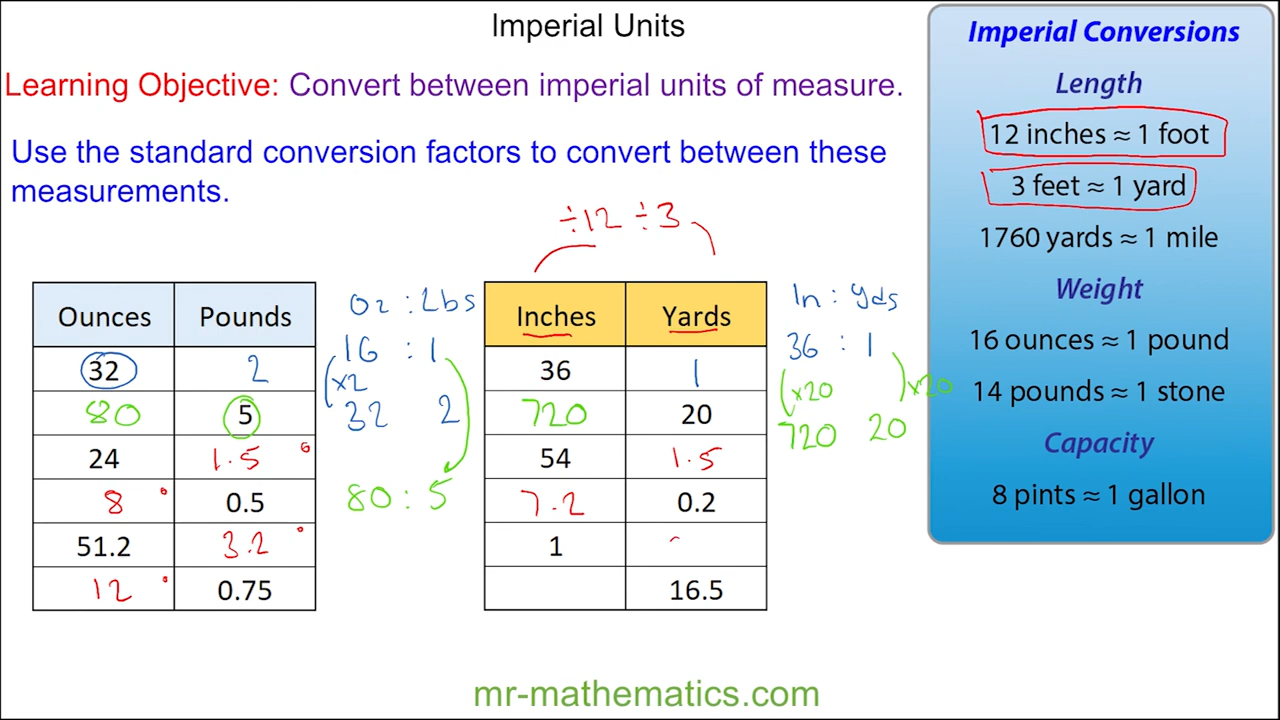 Imperial Units
Learning Objective: Convert between imperial units of measure.
Use the standard conversion factors to convert between these
measurements.
÷12 ÷3
Ounces Pounds
32 2
80 5
24 1.5
8 0.5
51.2 3.2
12 0.75
Oz : Lbs
16 : 1
×2
32 2
80 : 5
Inches Yards
36 1
720 20
54 1.5
7.2 0.2
1
16.5
In : Yds
36 : 1
×20 ×20
720 20
Imperial Conversions
Length
12 inches ≈ 1 foot
3 feet ≈ 1 yard
1760 yards ≈ 1 mile
Weight
16 ounces ≈ 1 pound
14 pounds ≈ 1 stone
Capacity
8 pints ≈ 1 gallon
mr-mathematics.com